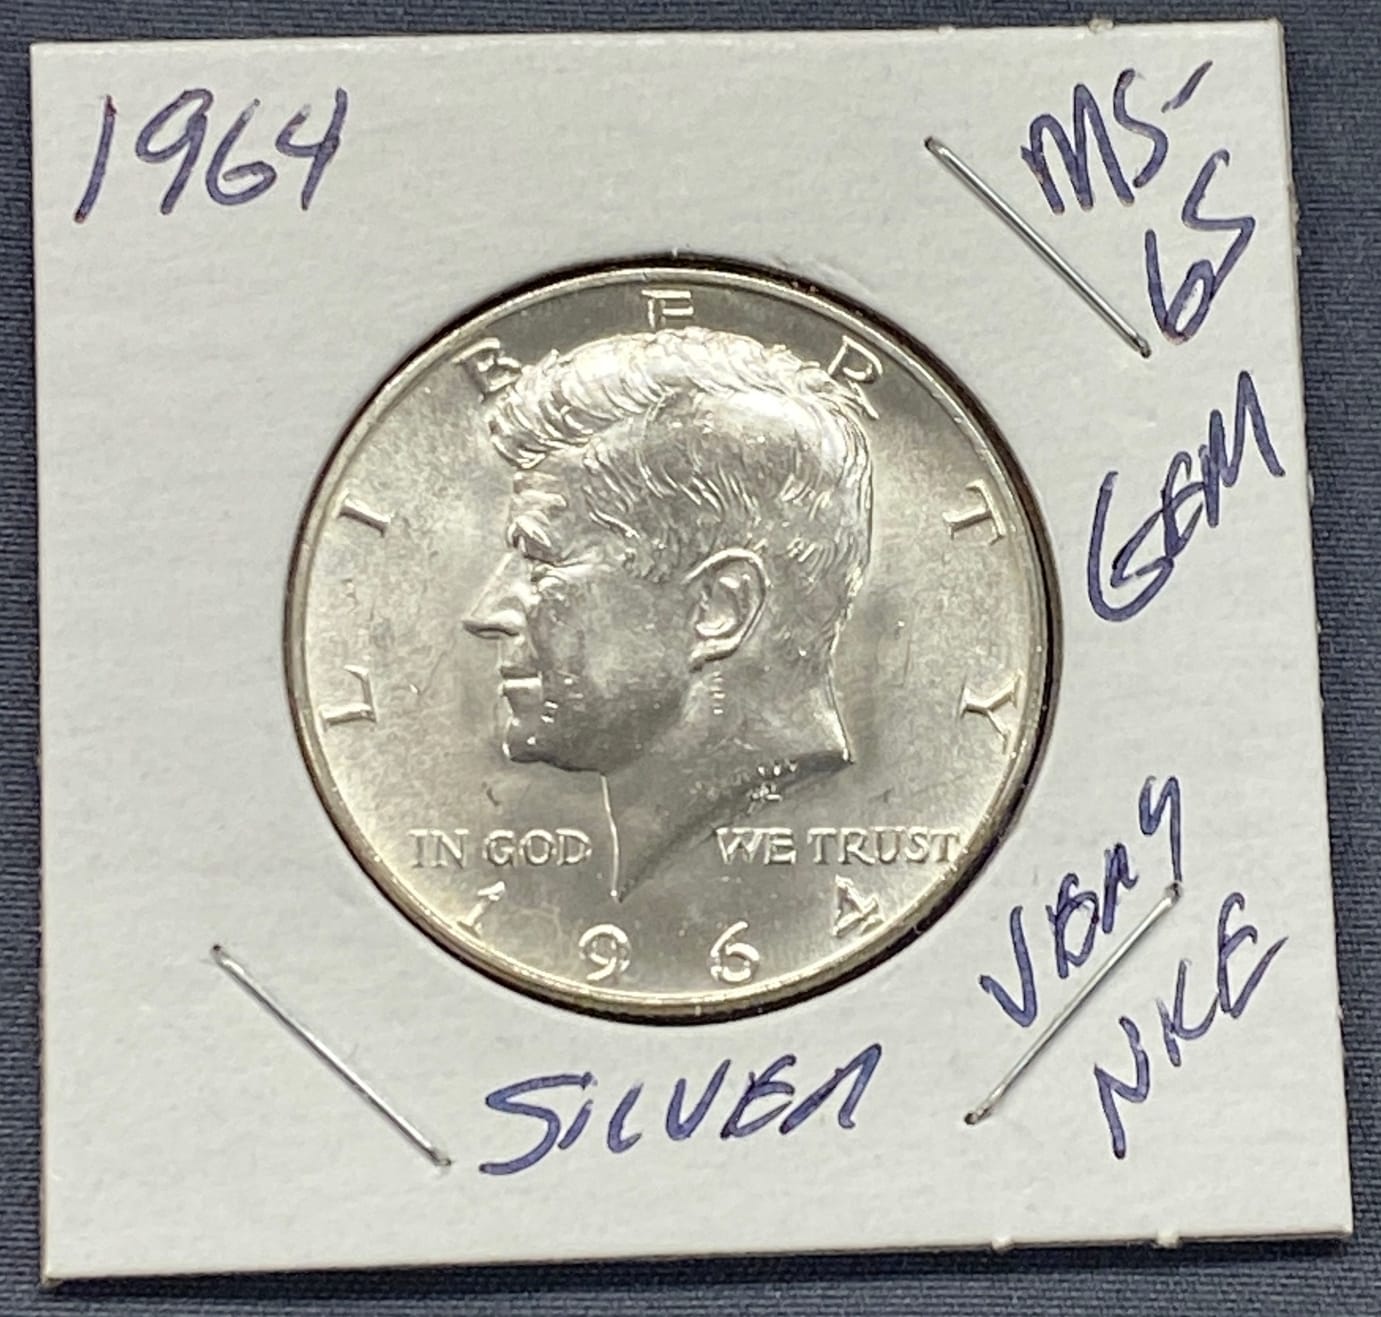 1964
MS-
65
GEM
VERY
NICE
SILVER
LIBERTY
IN GOD WE TRUST
1964